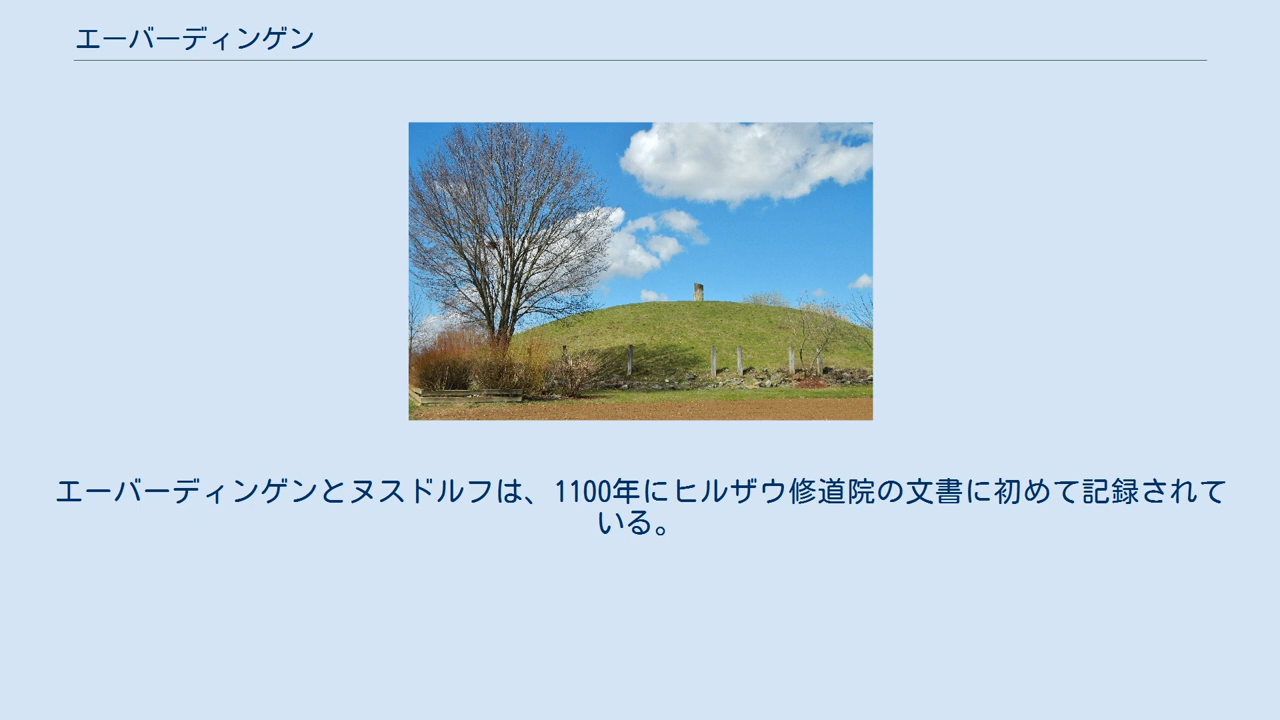 エーバーディンゲン
エーバーディンゲンとヌスドルフは、1100年にヒルザウ修道院の文書に初めて記録されて
いる。